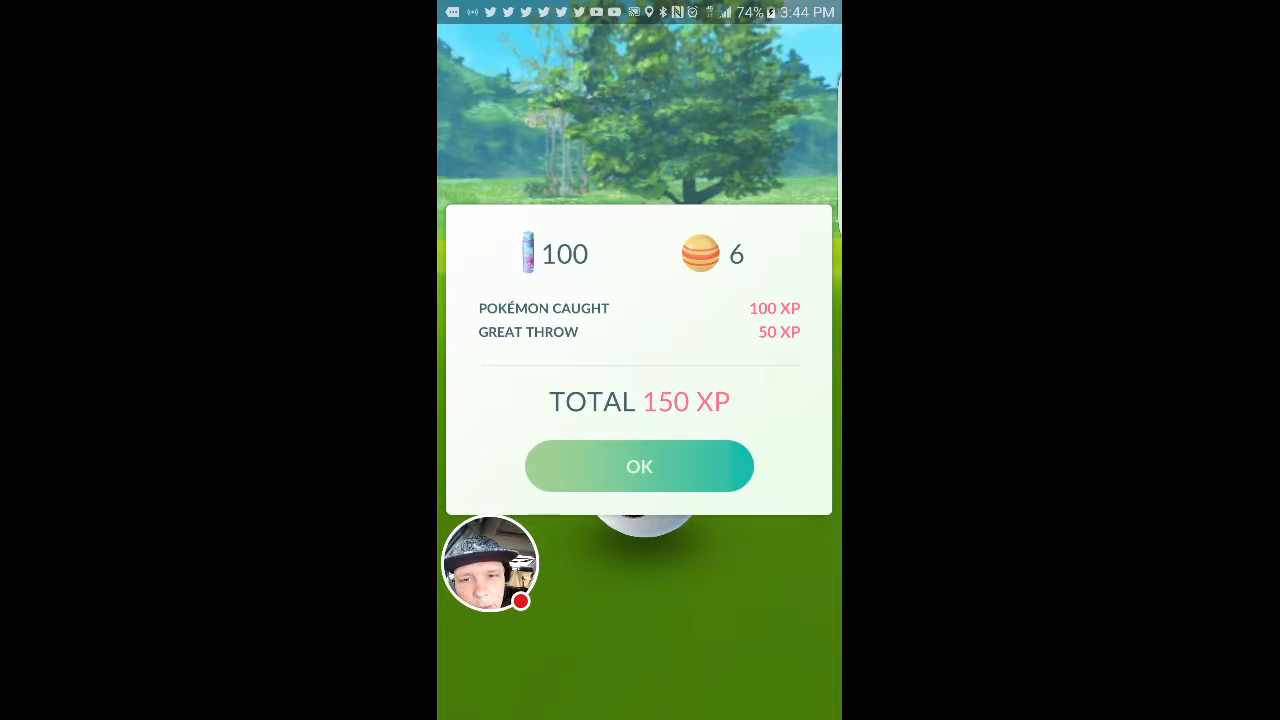 74% 3:44 PM
100 6
POKÉMON CAUGHT 100 XP
GREAT THROW 50 XP
TOTAL 150 XP
OK